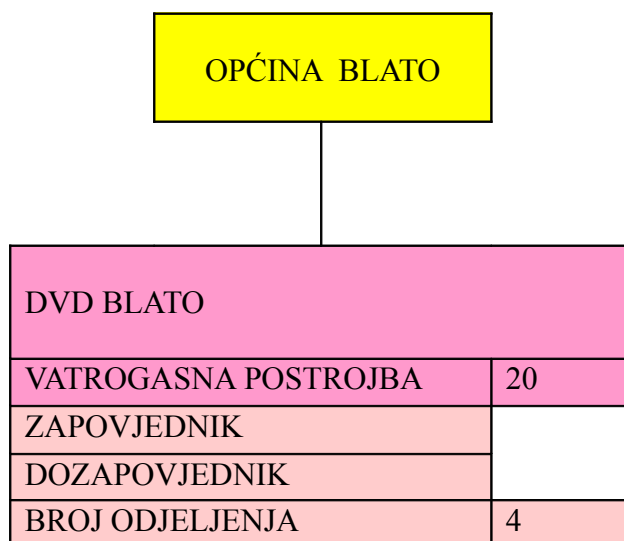 OPĆINA BLATO
DVD BLATO
VATROGASNA POSTROJBA 20
ZAPOVJEDNIK
DOZAPOVJEDNIK
BROJ ODJELJENJA 4